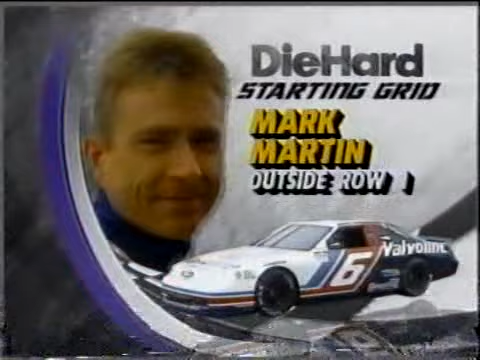 DieHard
STARTING GRID
MARK
MARTIN
OUTSIDE ROW 1
Valvoline
6